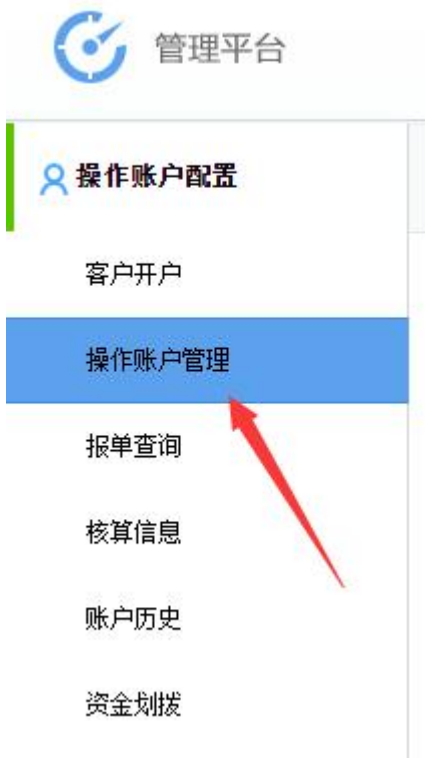 管理平台
操作账户配置
客户开户
操作账户管理
报单查询
核算信息
账户历史
资金划拨